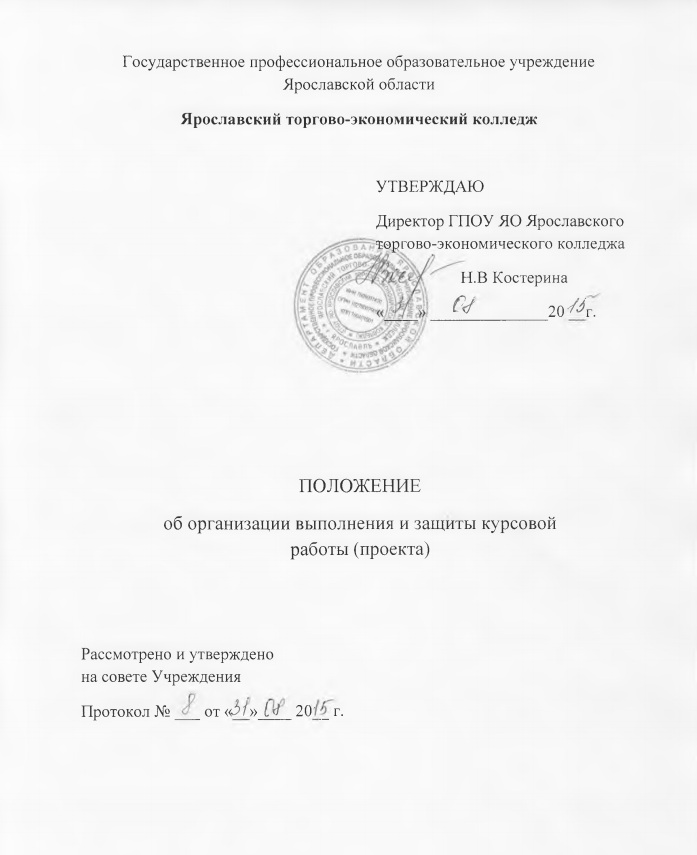 Государственное профессиональное образовательное учреждение
Ярославской области
Ярославский торгово-экономический колледж
УТВЕРЖДАЮ
Директор ГПОУ ЯО Ярославского
торгово-экономического колледжа
Н.В Костерина
«31» 08 2015г.
ПОЛОЖЕНИЕ
об организации выполнения и защиты курсовой
работы (проекта)
Рассмотрено и утверждено
на совете Учреждения
Протокол № 8 от «31» 08 2015 г.